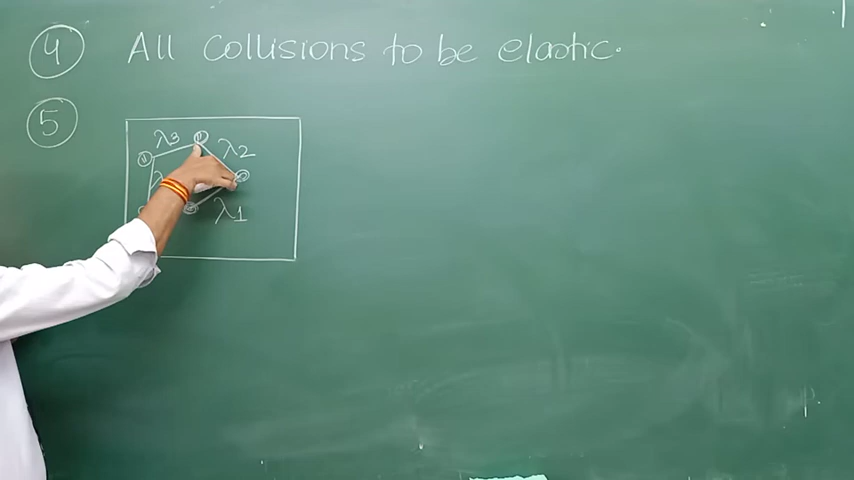 4 All collisions to be elastic.
5
λ3 λ2
λ1